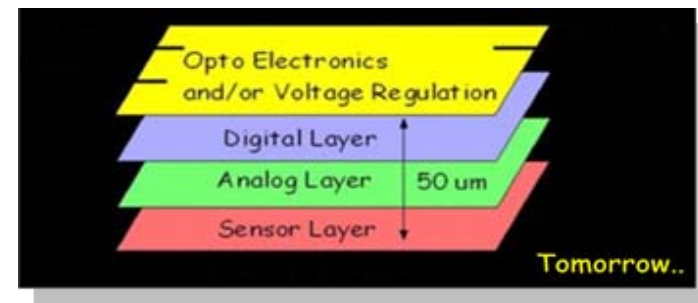 Opto Electronics
and/or Voltage Regulation
Digital Layer
Analog Layer
50 um
Sensor Layer
Tomorrow..